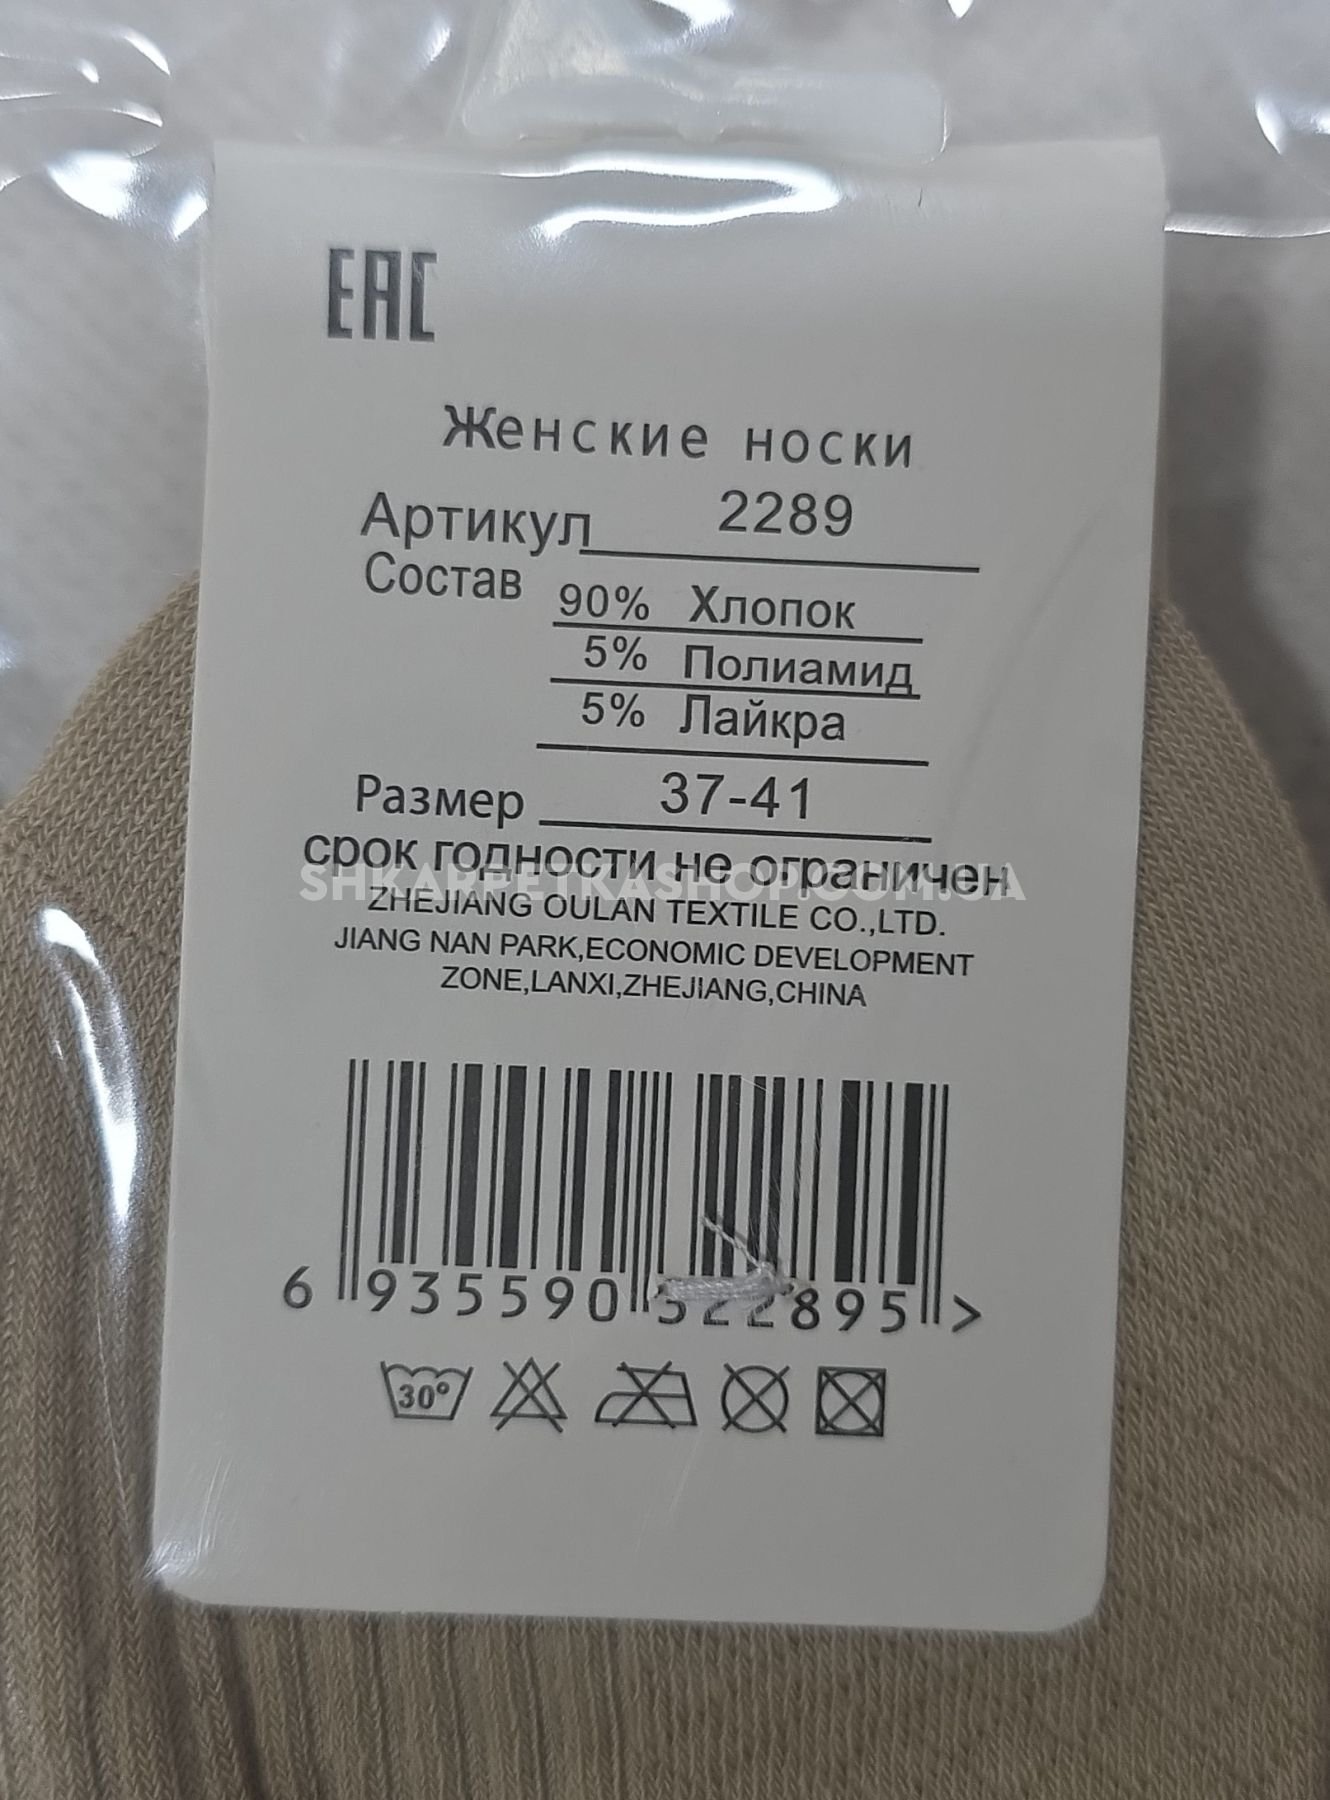 EAC
Женские носки
Артикул 2289
Состав 90% Хлопок
5% Полиамид
5% Лайкра
Размер 37-41
срок годности не ограничен
SHKARPETKASHOP.COM.UA
ZHEJIANG OULAN TEXTILE CO.,LTD.
JIANG NAN PARK,ECONOMIC DEVELOPMENT
ZONE,LANXI,ZHEJIANG,CHINA
6 935590 522895 >
30°